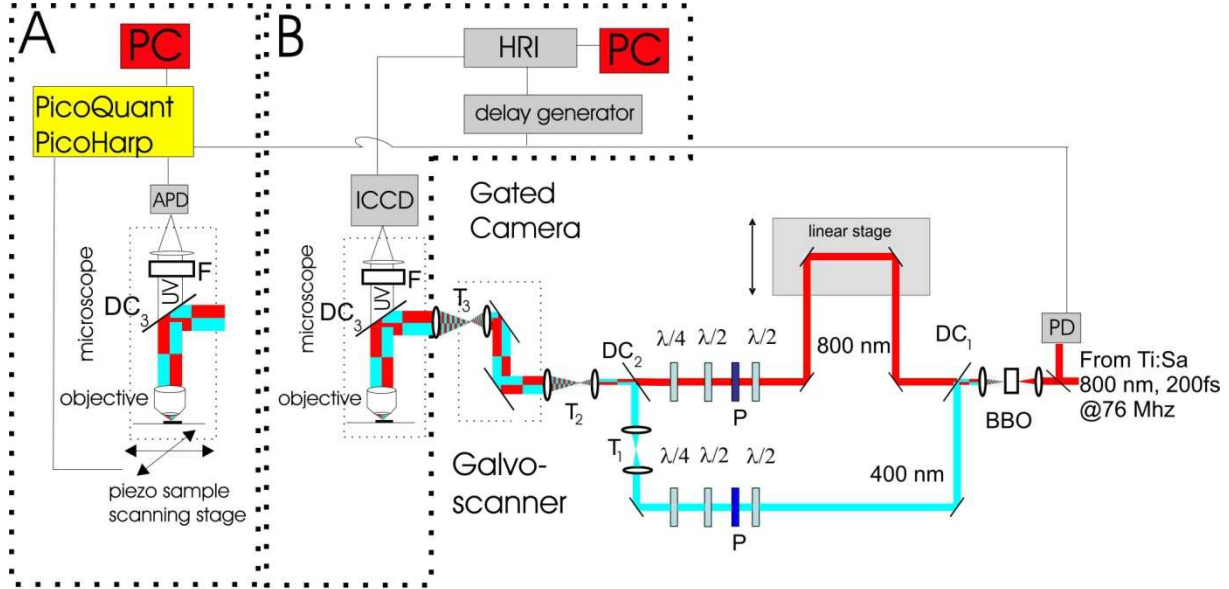 A
PC
PicoQuant
PicoHarp
APD
microscope
F
UV
DC3
objective
piezo sample
scanning stage
B
HRI
PC
delay generator
ICCD
Gated
Camera
microscope
F
UV
DC3
T3
objective
T2
Galvo-
scanner
linear stage
DC2
λ/4
λ/2
λ/2
800 nm
P
DC1
PD
From Ti:Sa
800 nm, 200fs
@76 Mhz
BBO
T1
λ/4
λ/2
λ/2
400 nm
P